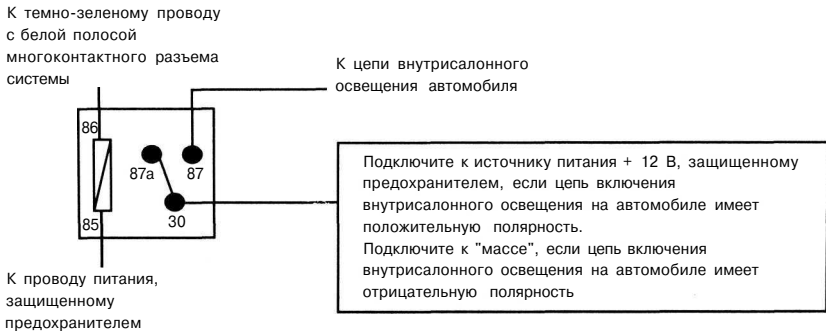 К темно-зеленому проводу
с белой полосой
многоконтактного разъема
системы
К цепи внутрисалонного
освещения автомобиля
86
87a
87
85
30
Подключите к источнику питания + 12 В, защищенному
предохранителем, если цепь включения
внутрисалонного освещения на автомобиле имеет
положительную полярность.
Подключите к "массе", если цепь включения
внутрисалонного освещения на автомобиле имеет
отрицательную полярность
К проводу питания,
защищенному
предохранителем